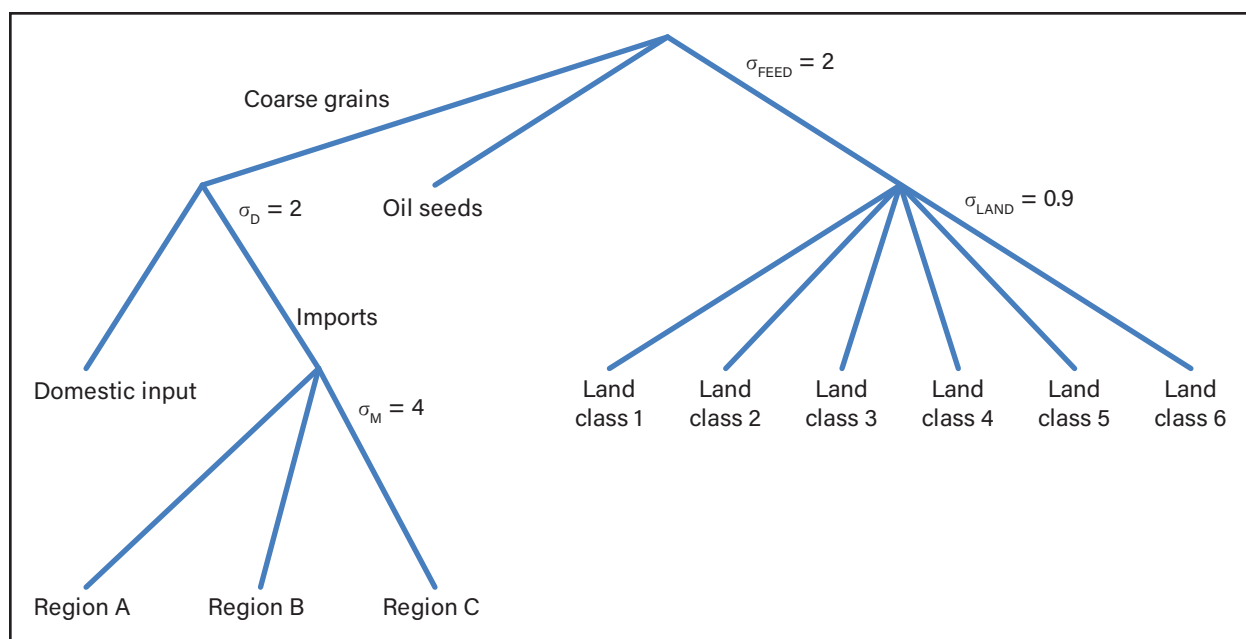 σFEED = 2
Coarse grains
σD = 2
Oil seeds
σLAND = 0.9
Imports
Domestic input
σM = 4
Land
class 1
Land
class 2
Land
class 3
Land
class 4
Land
class 5
Land
class 6
Region A
Region B
Region C